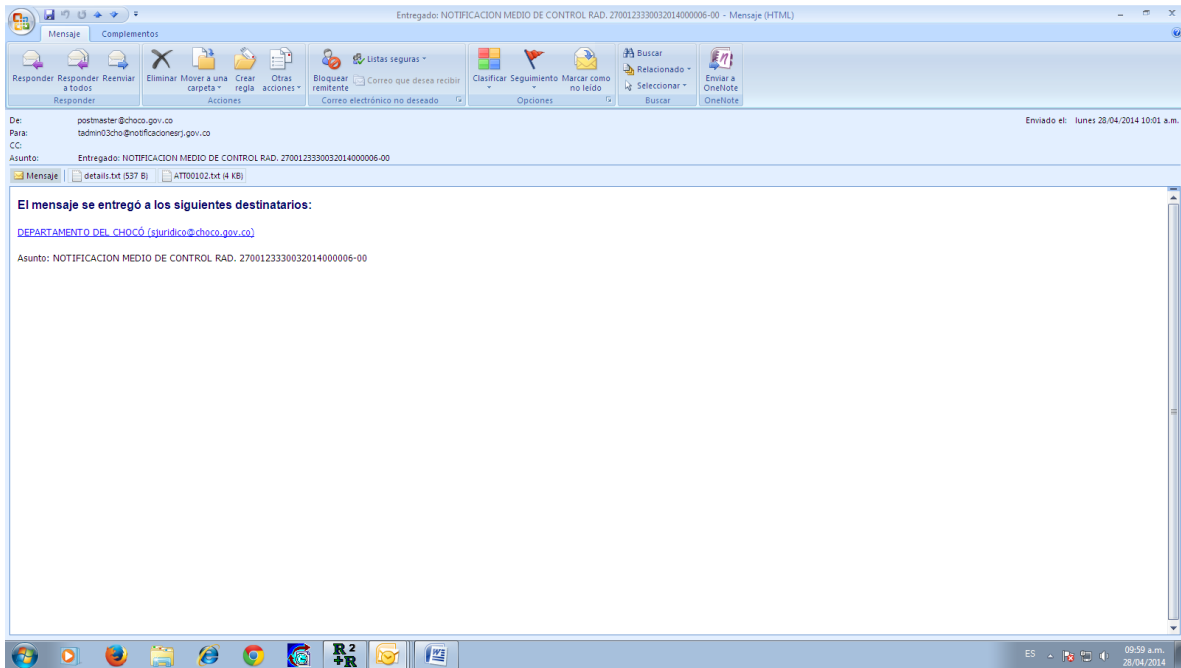 Entregado: NOTIFICACION MEDIO DE CONTROL RAD. 27001233300320140000006-00 - Mensaje (HTML)
Mensaje Complementos
Responder Responder a todos Reenviar
Eliminar Mover a una carpeta Crear regla Otras acciones
Bloquear remitente Listas seguras Correo que desea recibir
Clasificar Seguimiento Marcar como no leído
Buscar Relacionado Seleccionar
Enviar a OneNote
Responder Acciones Correo electrónico no deseado Opciones Buscar OneNote
De: postmaster@choco.gov.co Enviado el: lunes 28/04/2014 10:01 a.m.
Para: tadmin03cho@notificacionesrj.gov.co
CC:
Asunto: Entregado: NOTIFICACION MEDIO DE CONTROL RAD. 2700123330032014000006-00
Mensaje details.txt (537 B) ATT00102.txt (4 KB)
El mensaje se entregó a los siguientes destinatarios:
DEPARTAMENTO DEL CHOCÓ (sjuridico@choco.gov.co)
Asunto: NOTIFICACION MEDIO DE CONTROL RAD. 2700123330032014000006-00
R2
+R
ES 09:59 a.m.
28/04/2014